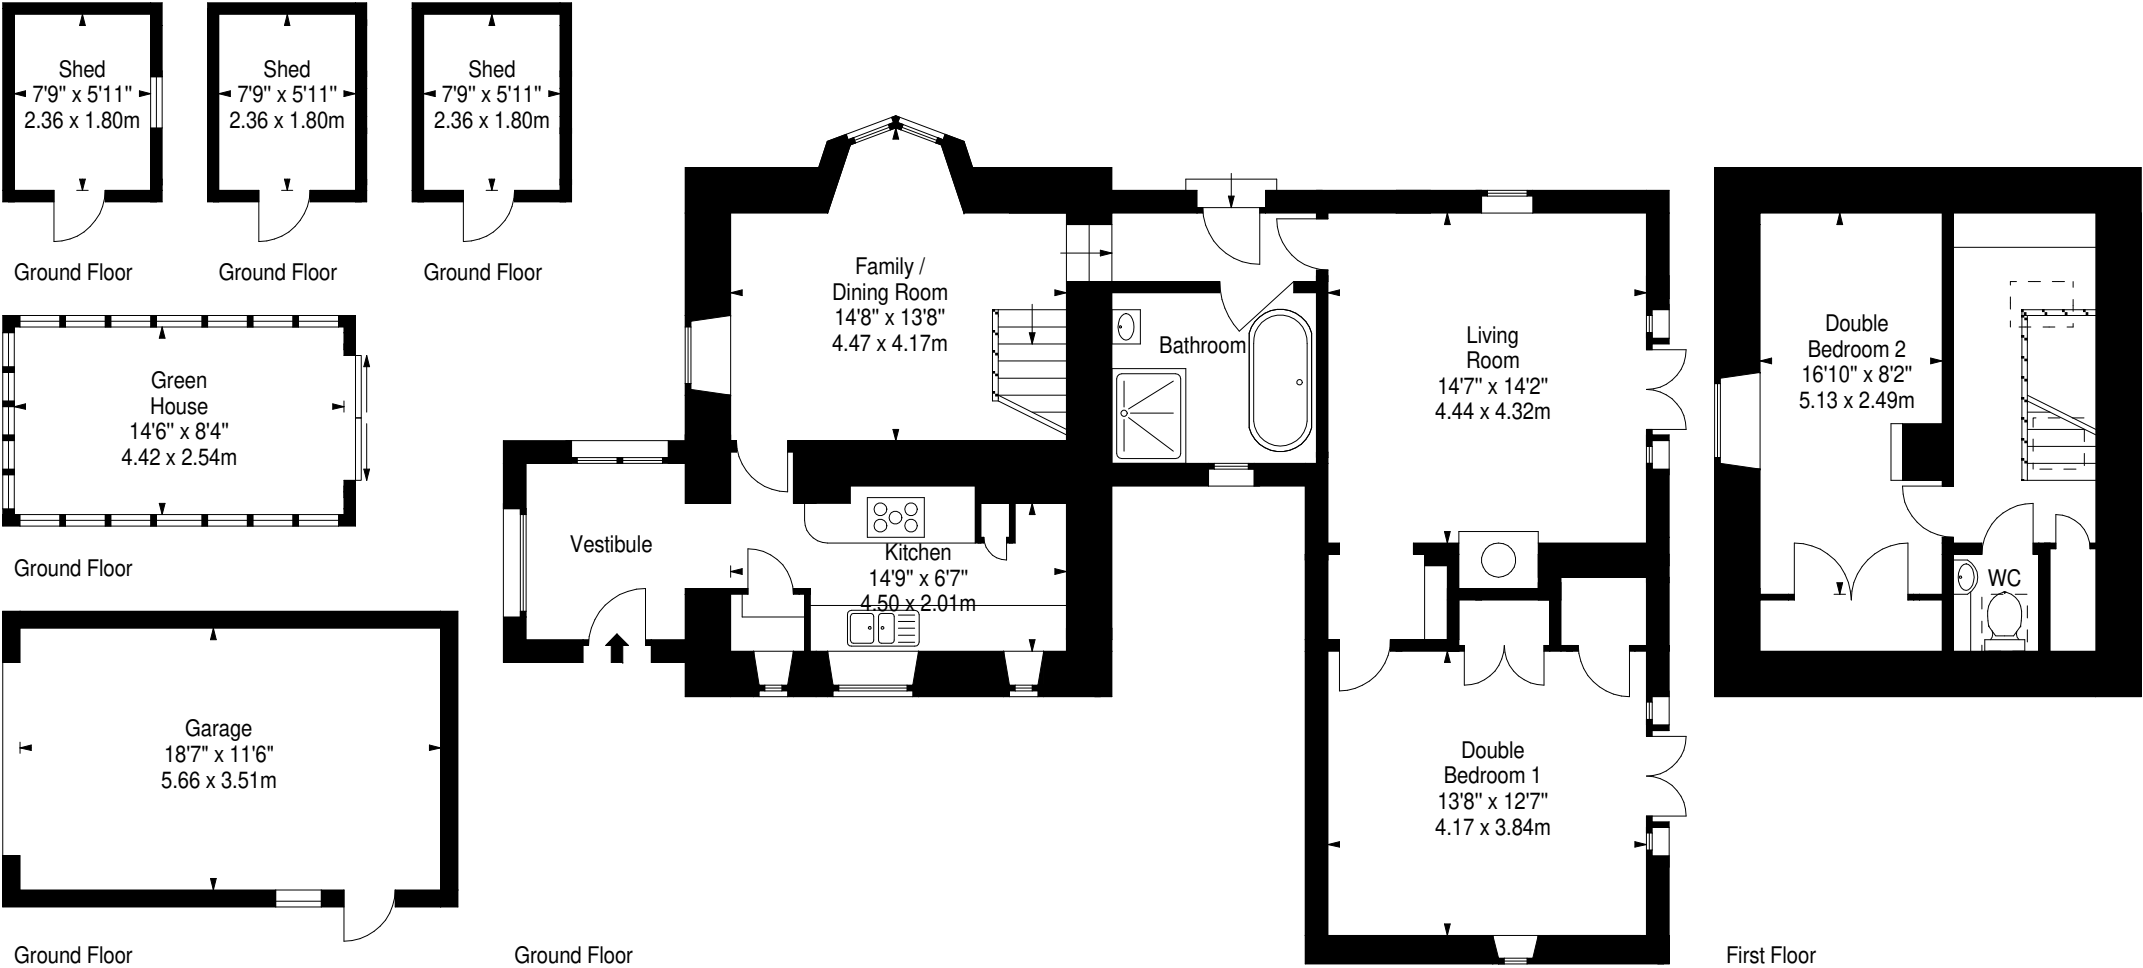 Shed
7'9" x 5'11"
2.36 x 1.80m
Ground Floor
Shed
7'9" x 5'11"
2.36 x 1.80m
Ground Floor
Shed
7'9" x 5'11"
2.36 x 1.80m
Ground Floor
Green
House
14'6" x 8'4"
4.42 x 2.54m
Ground Floor
Garage
18'7" x 11'6"
5.66 x 3.51m
Ground Floor
Family /
Dining Room
14'8" x 13'8"
4.47 x 4.17m
Bathroom
Living
Room
14'7" x 14'2"
4.44 x 4.32m
Vestibule
Kitchen
14'9" x 6'7"
4.50 x 2.01m
Double
Bedroom 1
13'8" x 12'7"
4.17 x 3.84m
Ground Floor
Double
Bedroom 2
16'10" x 8'2"
5.13 x 2.49m
WC
First Floor